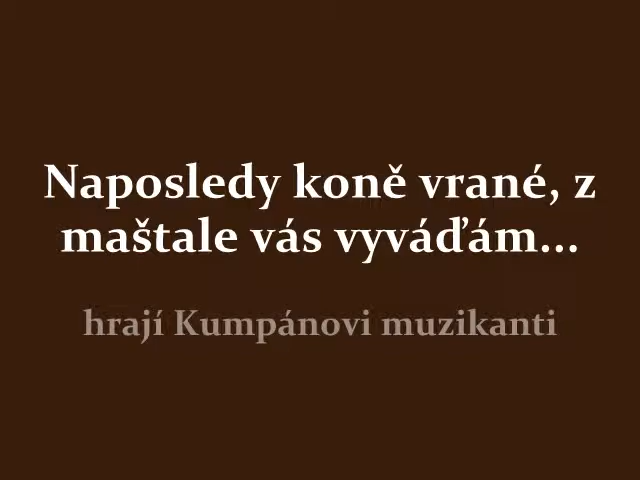 Naposledy koně vrané, z
maštale vás vyváďám...
hrají Kumpánovi muzikanti